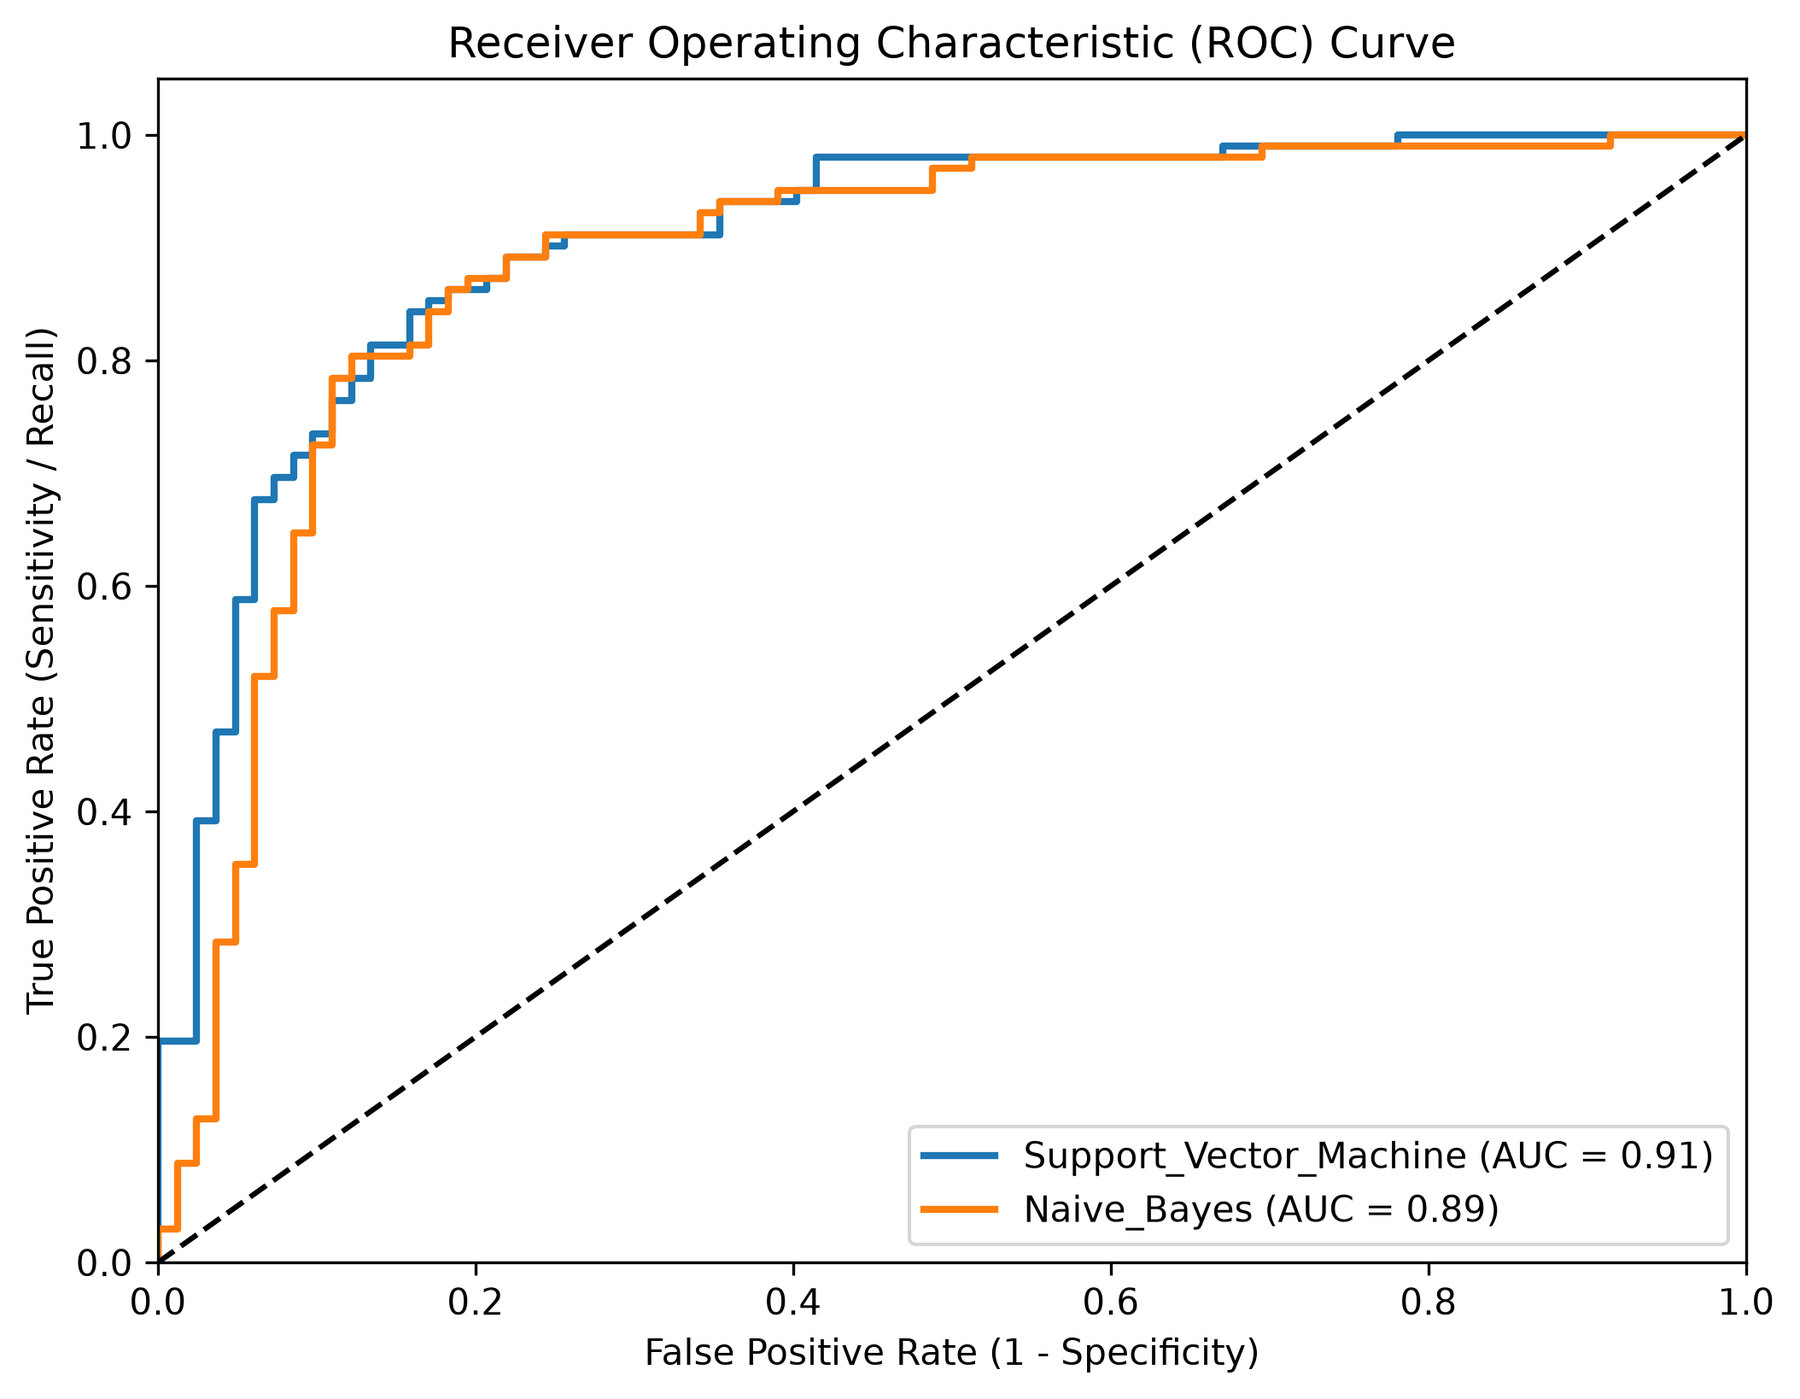 Receiver Operating Characteristic (ROC) Curve
True Positive Rate (Sensitivity / Recall)
1.0
0.8
0.6
0.4
0.2
0.0
0.0 0.2 0.4 0.6 0.8 1.0
False Positive Rate (1 - Specificity)
Support_Vector_Machine (AUC = 0.91)
Naive_Bayes (AUC = 0.89)